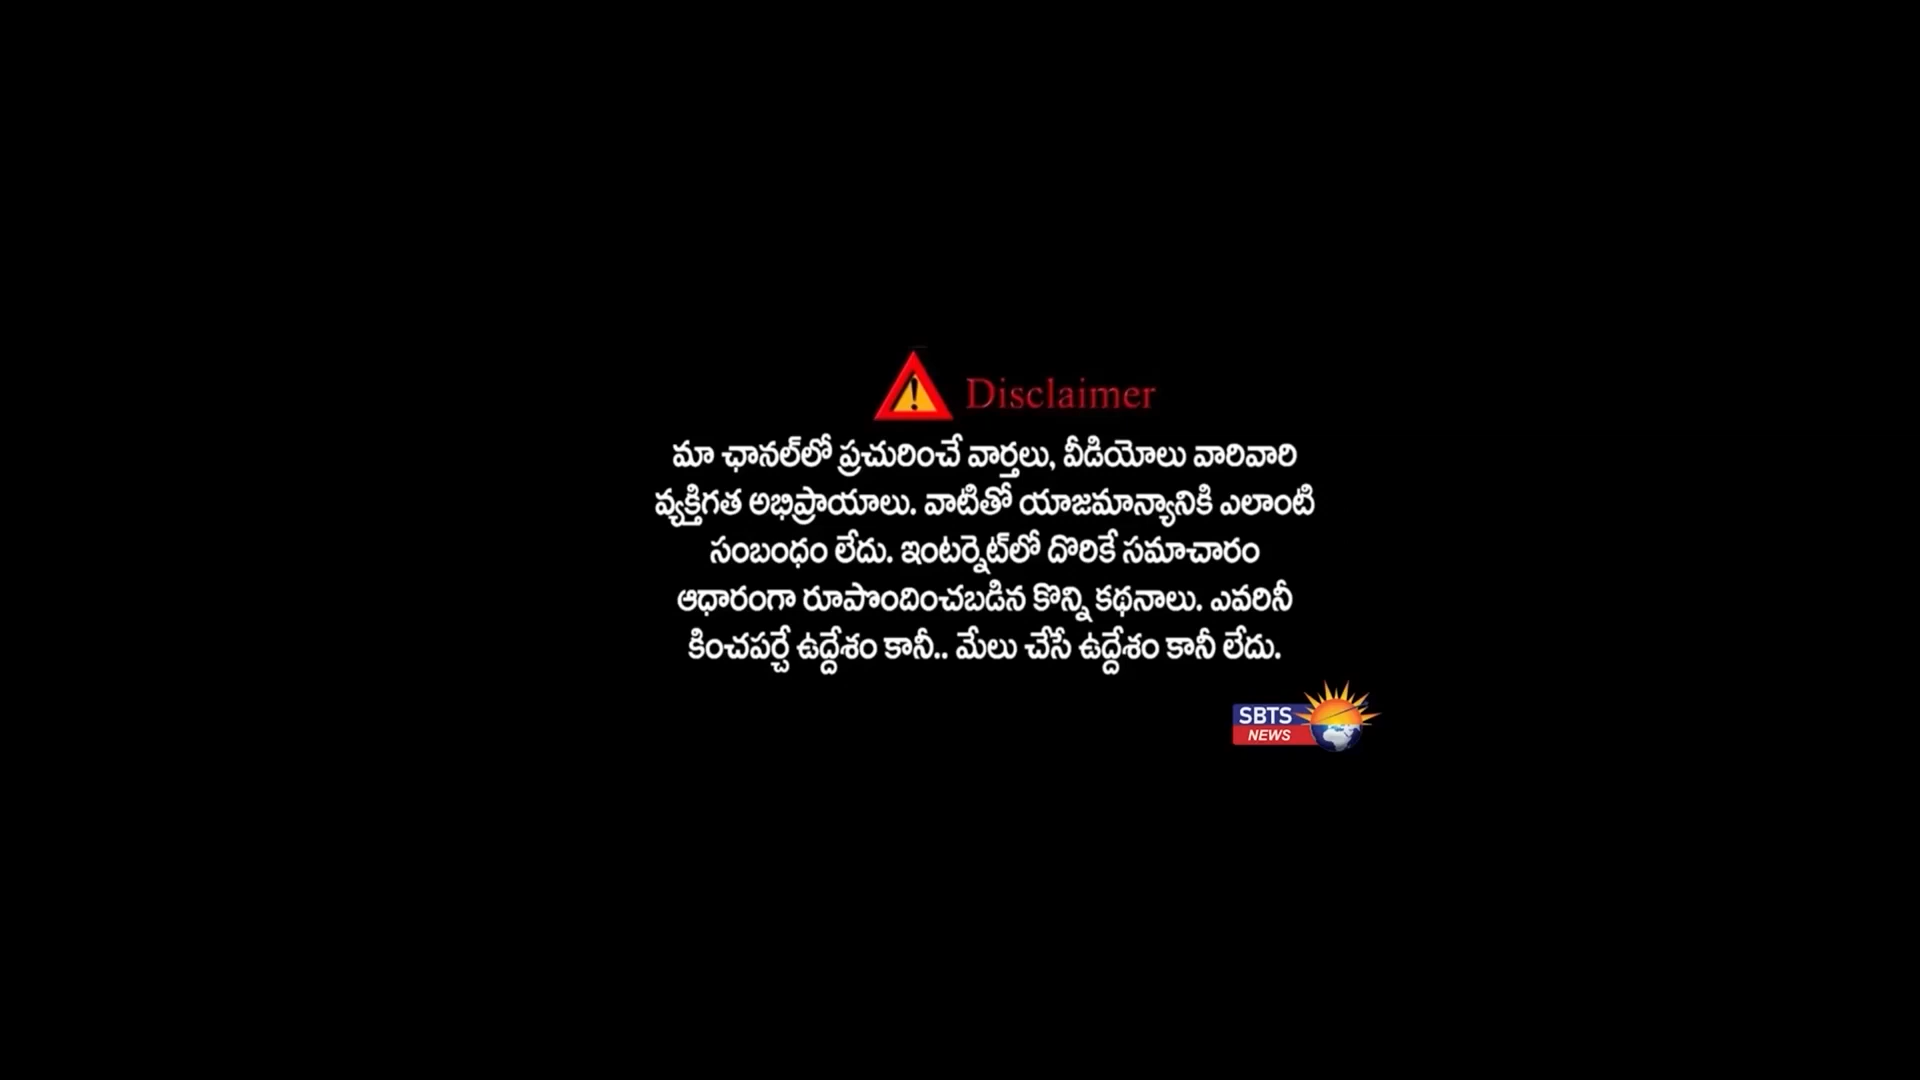 Disclaimer
మా ఛానల్‌లో ప్రచురించే వార్తలు, వీడియోలు వారివారి
వ్యక్తిగత అభిప్రాయాలు. వాటితో యాజమాన్యానికి ఎలాంటి
సంబంధం లేదు. ఇంటర్నెట్‌లో దొరికే సమాచారం
ఆధారంగా రూపొందించబడిన కొన్ని కథనాలు. ఎవరినీ
కించపర్చే ఉద్దేశం కానీ.. మేలు చేసే ఉద్దేశం కానీ లేదు.
SBTS
NEWS